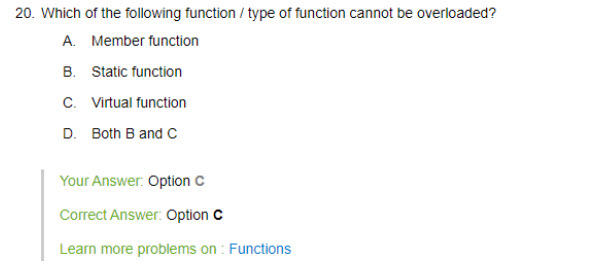 20. Which of the following function / type of function cannot be overloaded?
A. Member function
B. Static function
C. Virtual function
D. Both B and C
Your Answer: Option C
Correct Answer: Option C
Learn more problems on : Functions